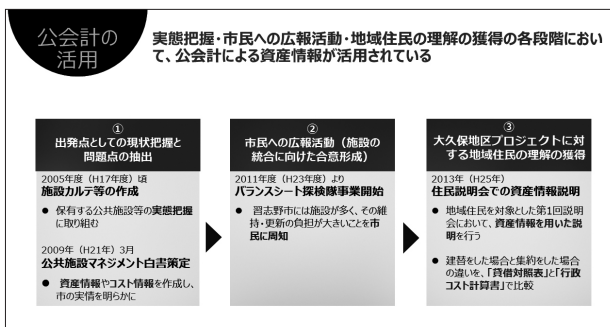 公会計の
活用
実態把握・市民への広報活動・地域住民の理解の獲得の各段階におい
て、公会計による資産情報が活用されている
①
出発点としての現状把握と
問題点の抽出
2005年度（H17年度）頃
施設カルテ等の作成
● 保有する公共施設等の実態把握
に取り組む
2009年（H21年）3月
公共施設マネジメント白書策定
● 資産情報やコスト情報を作成し、
市の実情を明らかに
②
市民への広報活動（施設の
統合に向けた合意形成）
2011年度（H23年度）より
バランスシート探検隊事業開始
● 習志野市には施設が多く、その維
持・更新の負担が大きいことを市
民に周知
③
大久保地区プロジェクトに対
する地域住民の理解の獲得
2013年（H25年）
住民説明会での資産情報説明
● 地域住民を対象とした第1回説明
会において、資産情報を用いた説
明を行う
● 建替をした場合と集約をした場合
の違いを、「貸借対照表」と「行政
コスト計算書」で比較